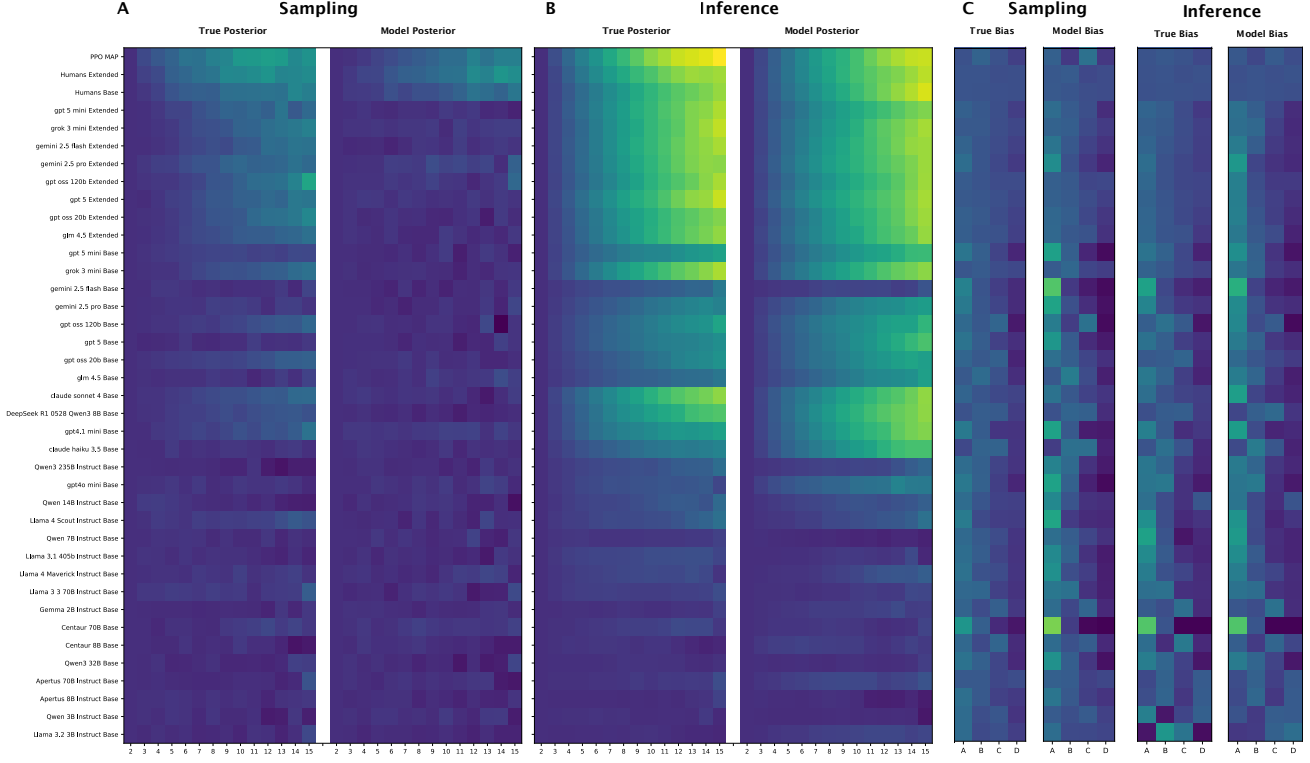 A Sampling B Inference C Sampling Inference
True Posterior Model Posterior True Posterior Model Posterior True Bias Model Bias True Bias Model Bias
PPO MAP
Humans Extended
Humans Base
gpt 5 mini Extended
grok 3 mini Extended
gemini 2.5 flash Extended
gemini 2.5 pro Extended
gpt oss 120b Extended
gpt 5 Extended
gpt oss 20b Extended
glm 4.5 Extended
gpt 5 mini Base
grok 3 mini Base
gemini 2.5 flash Base
gemini 2.5 pro Base
gpt oss 120b Base
gpt 5 Base
gpt oss 20b Base
glm 4.5 Base
claude sonnet 4 Base
DeepSeek R1 0528 Qwen3 8B Base
gpt4.1 mini Base
claude haiku 3.5 Base
Qwen3 235B Instruct Base
gpt4o mini Base
Qwen 14B Instruct Base
Llama 4 Scout Instruct Base
Qwen 7B Instruct Base
Llama 3.1 405b Instruct Base
Llama 4 Maverick Instruct Base
Llama 3 3 70B Instruct Base
Gemma 2B Instruct Base
Centaur 70B Base
Centaur 8B Base
Qwen3 32B Base
Apertus 70B Instruct Base
Apertus 8B Instruct Base
Qwen 3B Instruct Base
Llama 3.2 3B Instruct Base
2 3 4 5 6 7 8 9 10 11 12 13 14 15 2 3 4 5 6 7 8 9 10 11 12 13 14 15 2 3 4 5 6 7 8 9 10 11 12 13 14 15 2 3 4 5 6 7 8 9 10 11 12 13 14 15 A B C D A B C D A B C D A B C D